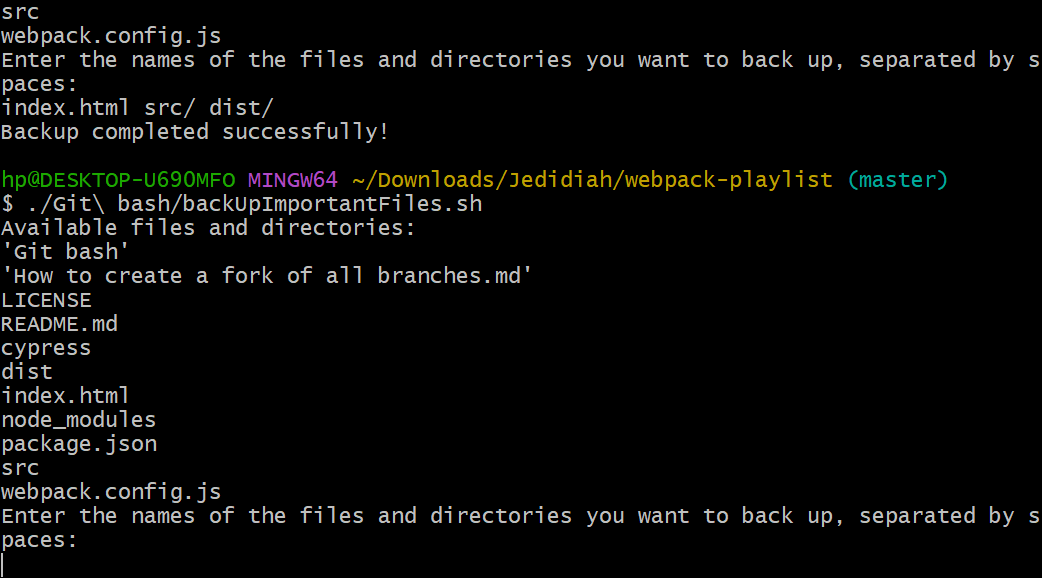 src
webpack.config.js
Enter the names of the files and directories you want to back up, separated by s
paces:
index.html src/ dist/
Backup completed successfully!
hp@DESKTOP-U69OMFO MINGW64 ~/Downloads/Jedidiah/webpack-playlist (master)
$ ./Git\ bash/backUpImportantFiles.sh
Available files and directories:
'Git bash'
'How to create a fork of all branches.md'
LICENSE
README.md
cypress
dist
index.html
node_modules
package.json
src
webpack.config.js
Enter the names of the files and directories you want to back up, separated by s
paces: